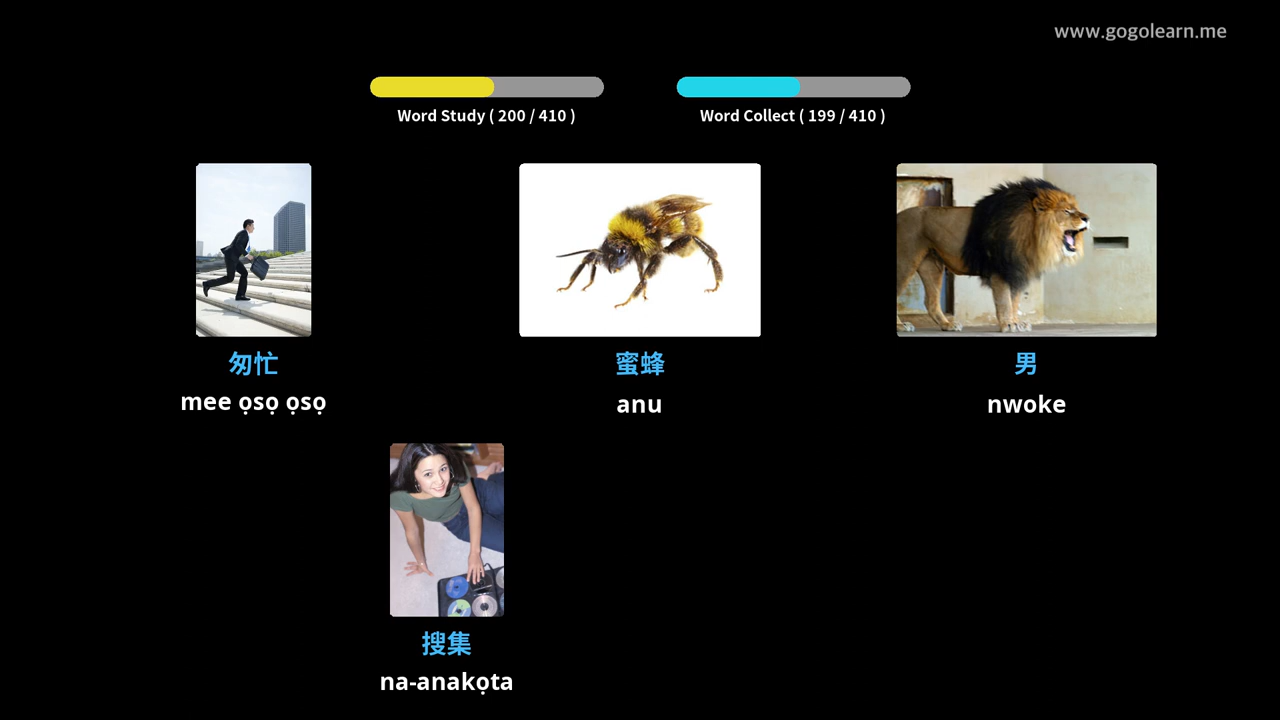 www.gogolearn.me
Word Study ( 200 / 410 )
Word Collect ( 199 / 410 )
匆忙
mee ọsọ ọsọ
蜜蜂
anu
男
nwoke
搜集
na-anakọta